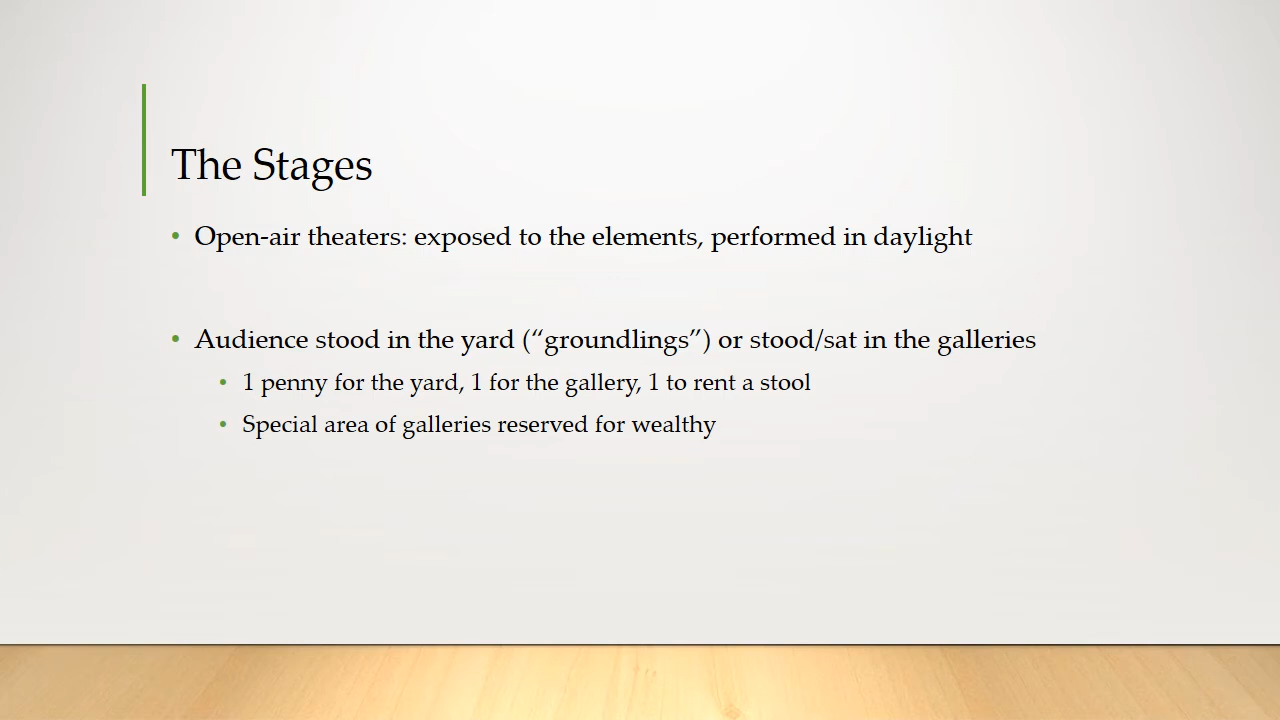 The Stages
• Open-air theaters: exposed to the elements, performed in daylight
• Audience stood in the yard (“groundlings”) or stood/sat in the galleries
• 1 penny for the yard, 1 for the gallery, 1 to rent a stool
• Special area of galleries reserved for wealthy